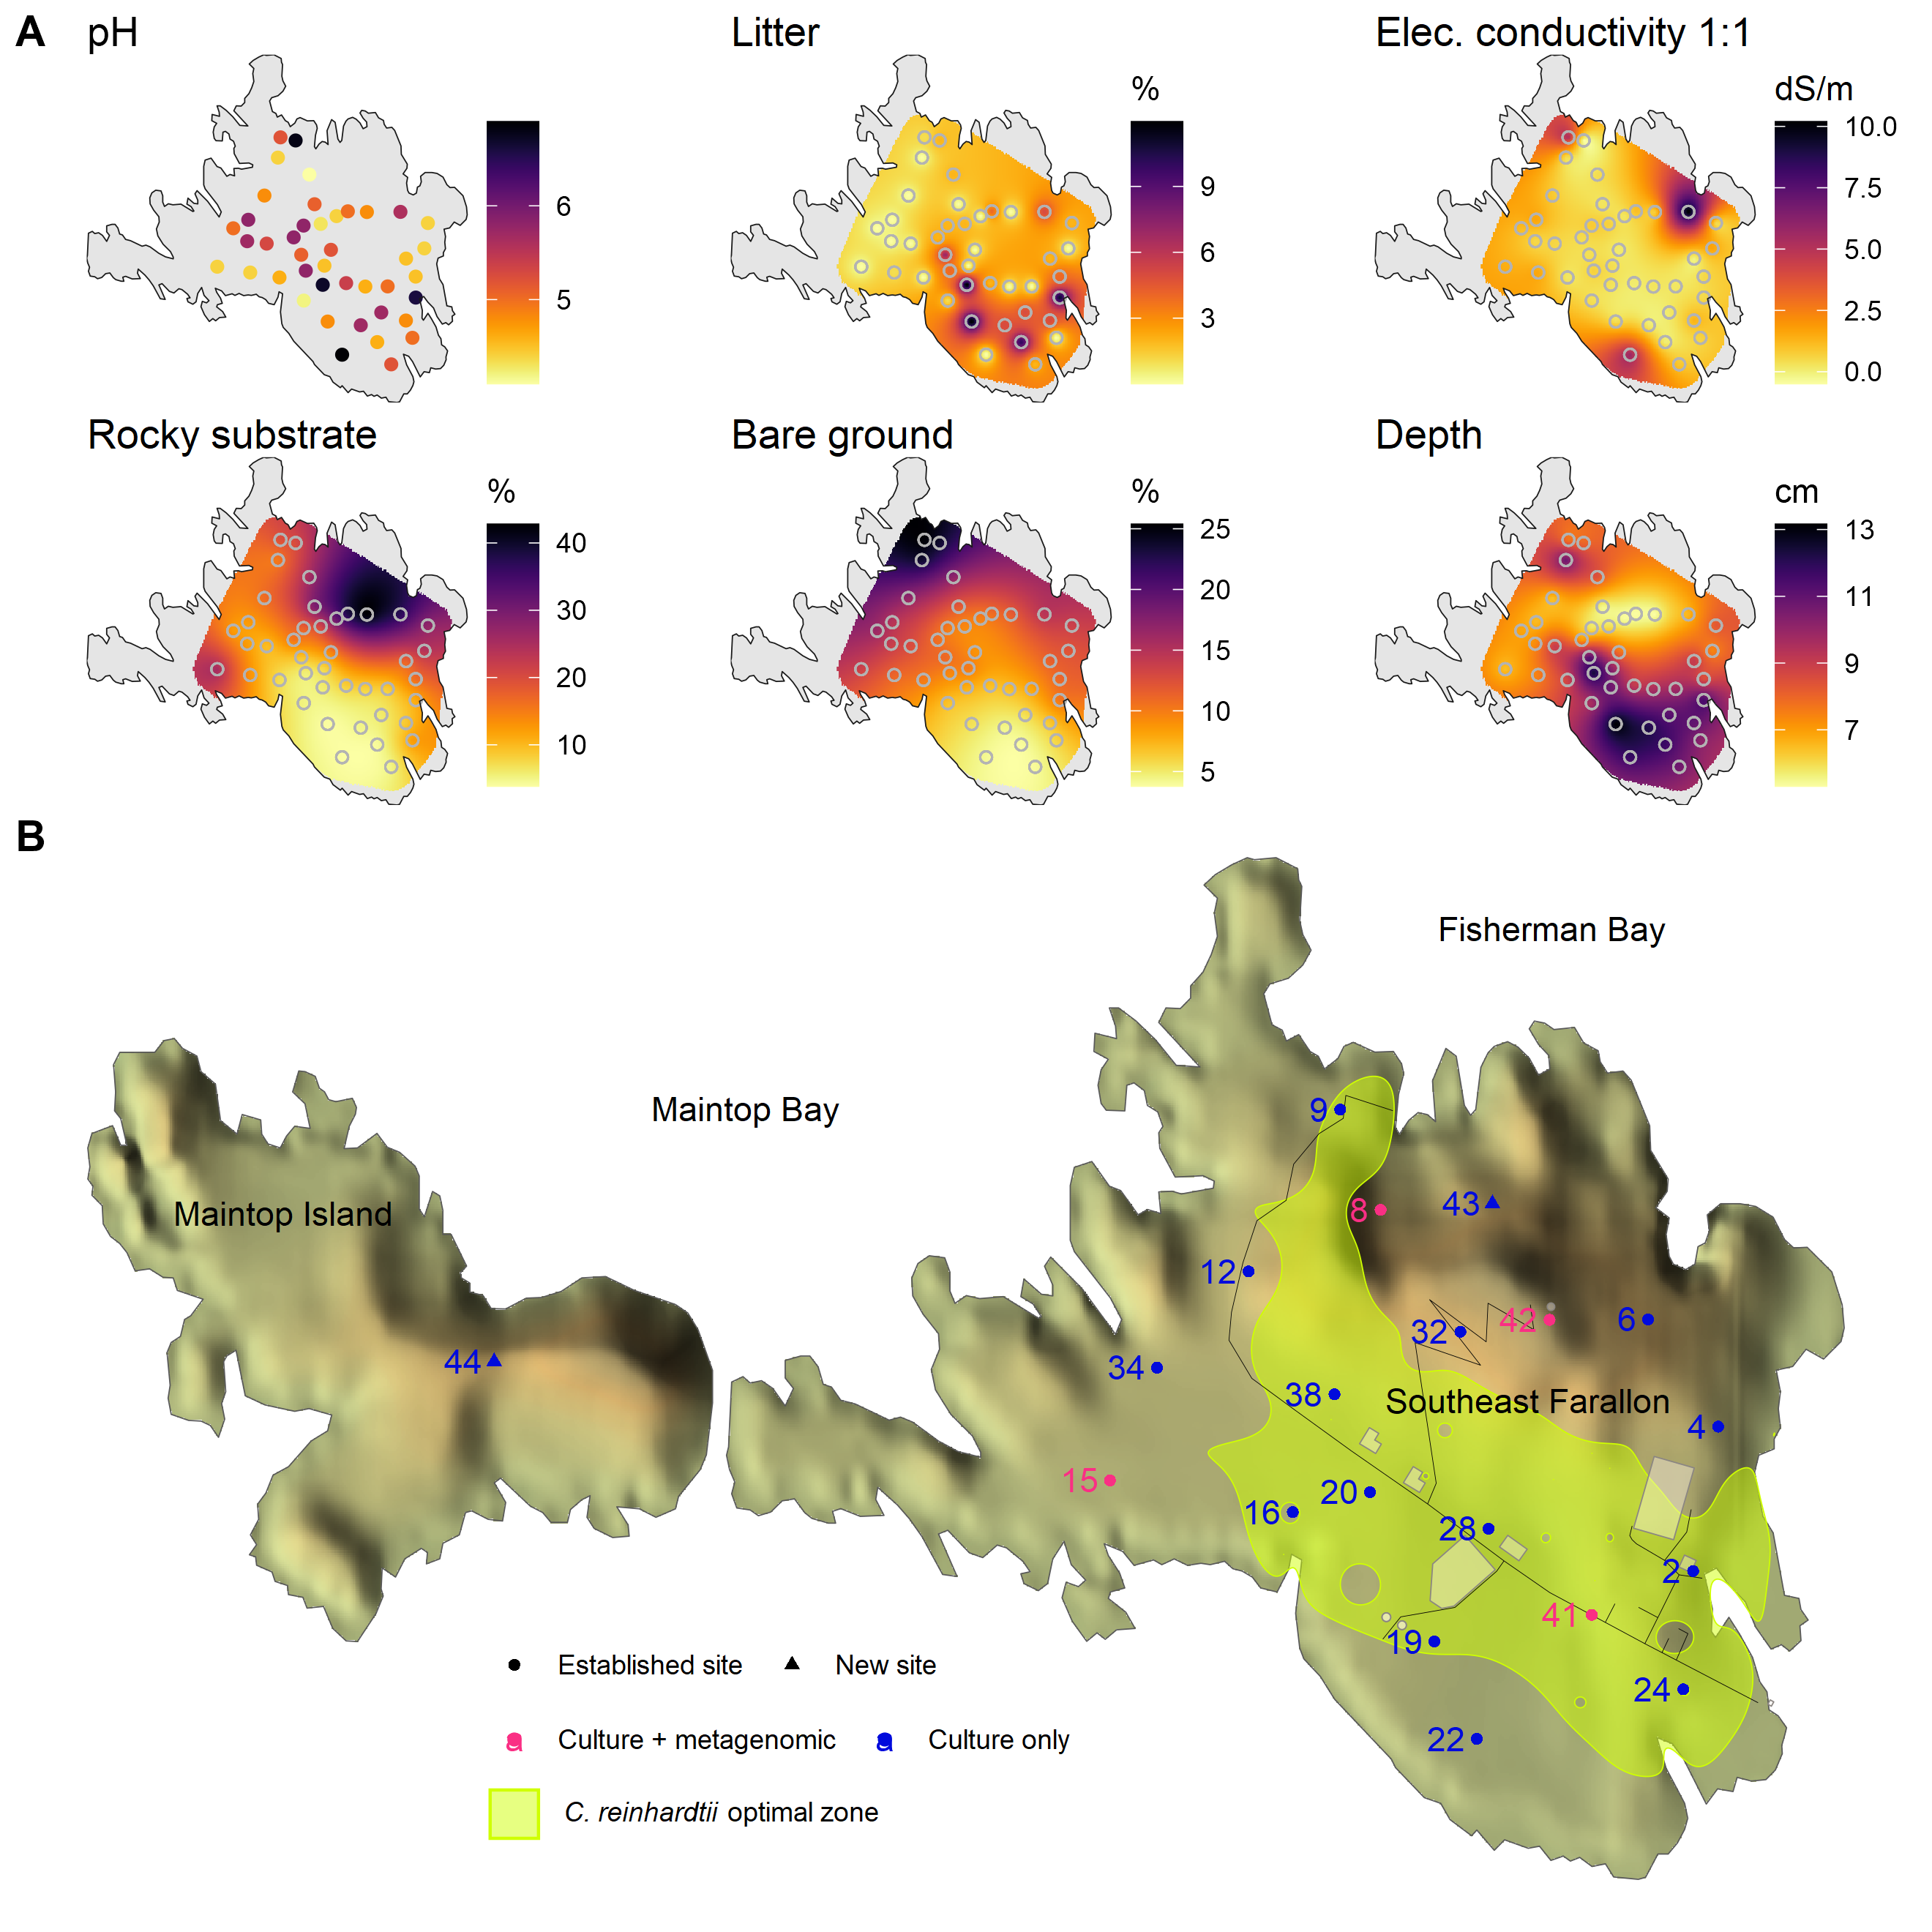 A
pH
6
5
Litter
%
9
6
3
Elec. conductivity 1:1
dS/m
10.0
7.5
5.0
2.5
0.0
Rocky substrate
%
40
30
20
10
Bare ground
%
25
20
15
10
5
Depth
cm
13
11
9
7
B
Fisherman Bay
Maintop Bay
9
8
43
Maintop Island
12
42
6
32
44
34
38
Southeast Farallon
4
15
20
16
28
2
41
19
24
22
Established site
New site
a Culture + metagenomic
a Culture only
C. reinhardtii optimal zone